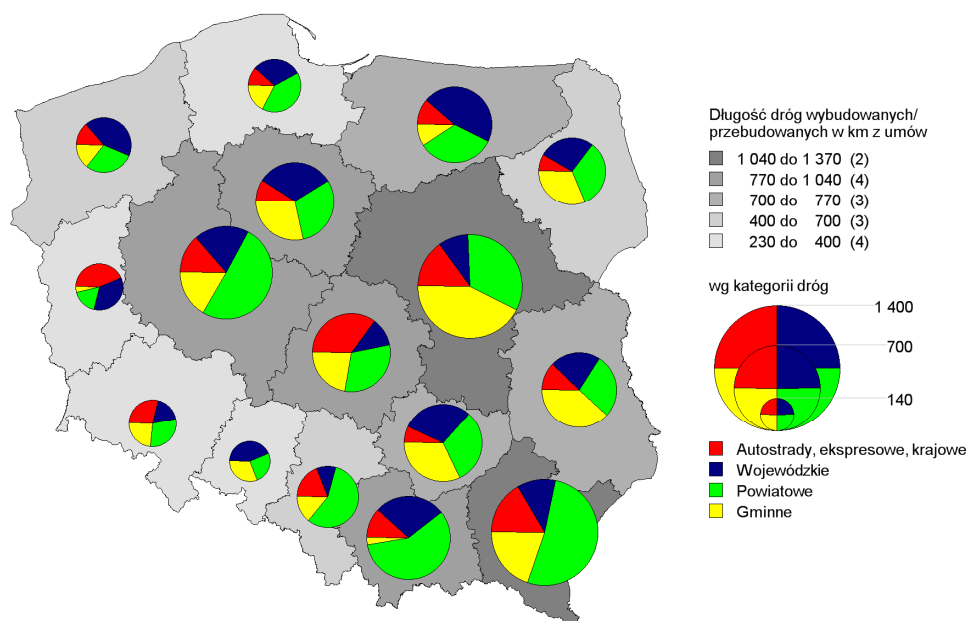 Długość dróg wybudowanych/
przebudowanych w km z umów
1 040 do 1 370 (2)
770 do 1 040 (4)
700 do 770 (3)
400 do 700 (3)
230 do 400 (4)
wg kategorii dróg
1 400
700
140
Autostrady, ekspresowe, krajowe
Wojewódzkie
Powiatowe
Gminne